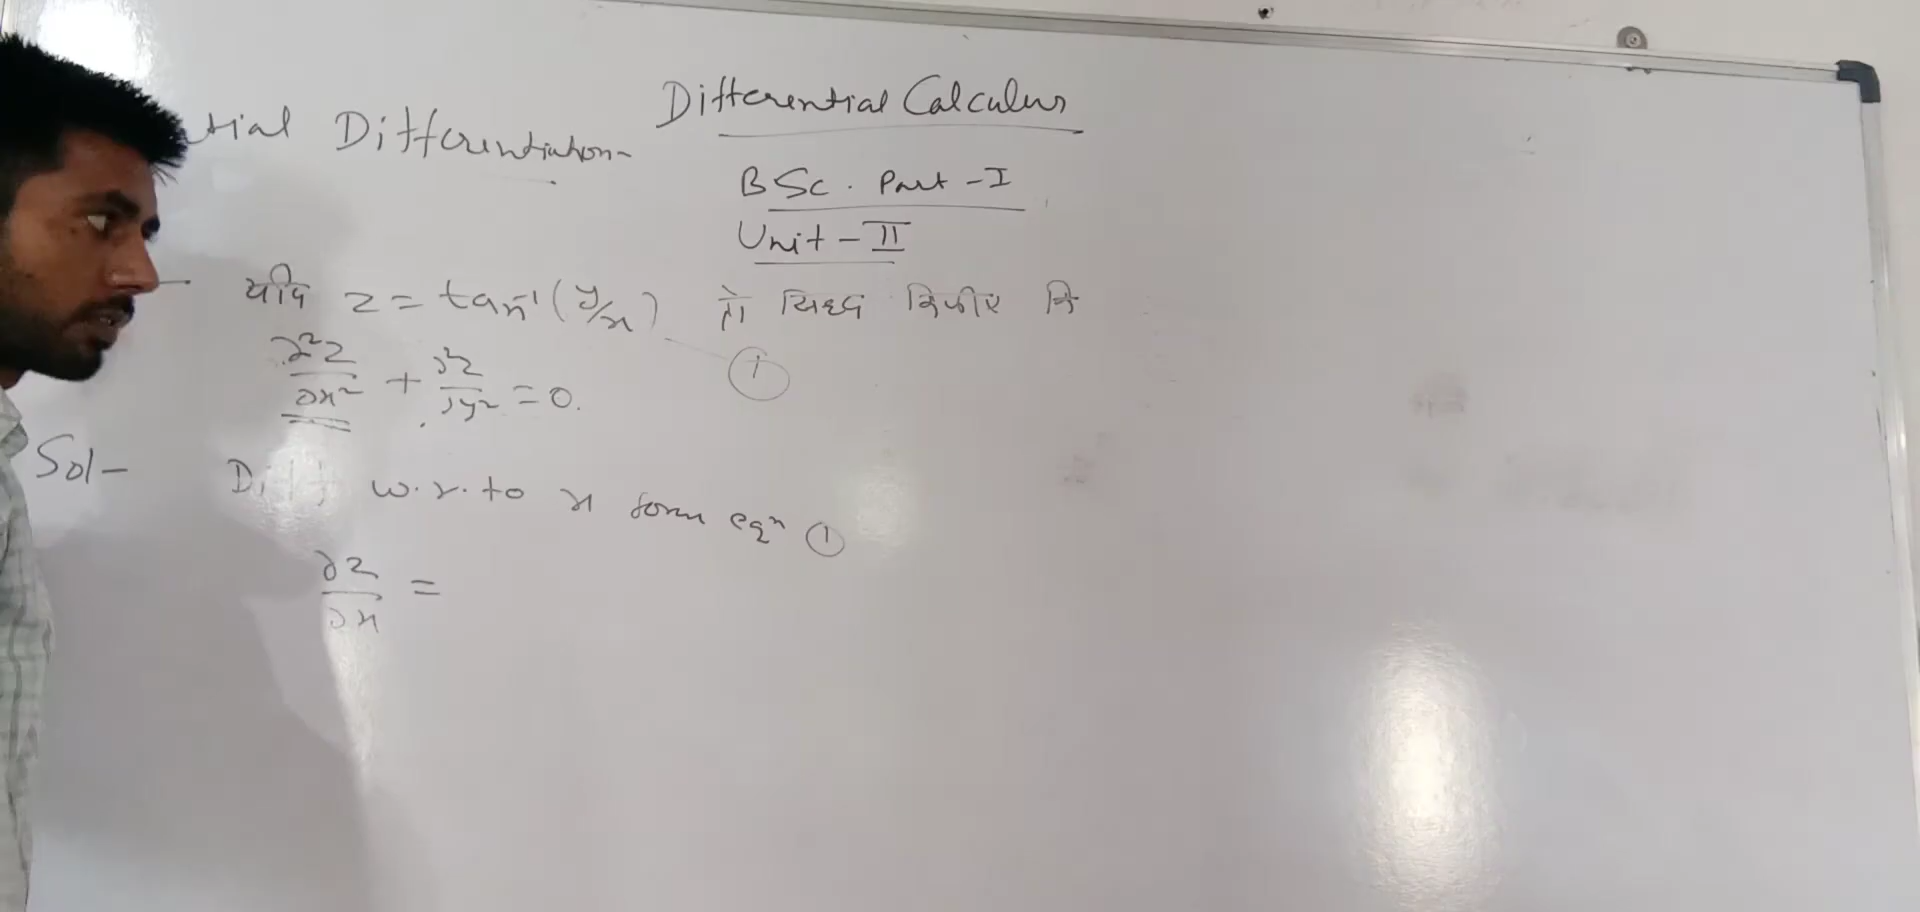 Differential Calculus
tial Differentiation-
BSc. Part-I
Unit-II
यदि z = tan⁻¹(y/x) तो सिद्ध कीजिए कि
①
∂²z/∂x² + ∂²z/∂y² = 0.
Sol- Diff w.r.to x form eqⁿ ①
∂z/∂x =